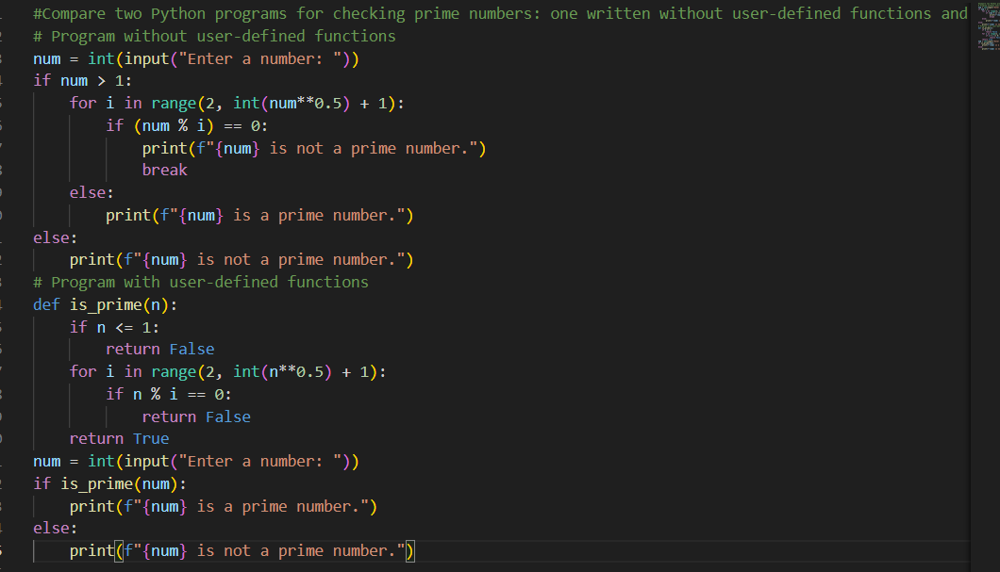 #Compare two Python programs for checking prime numbers: one written without user-defined functions and
# Program without user-defined functions
num = int(input("Enter a number: "))
if num > 1:
    for i in range(2, int(num**0.5) + 1):
        if (num % i) == 0:
            print(f"{num} is not a prime number.")
            break
    else:
        print(f"{num} is a prime number.")
else:
    print(f"{num} is not a prime number.")
# Program with user-defined functions
def is_prime(n):
    if n <= 1:
        return False
    for i in range(2, int(n**0.5) + 1):
        if n % i == 0:
            return False
    return True
num = int(input("Enter a number: "))
if is_prime(num):
    print(f"{num} is a prime number.")
else:
    print(f"{num} is not a prime number.")